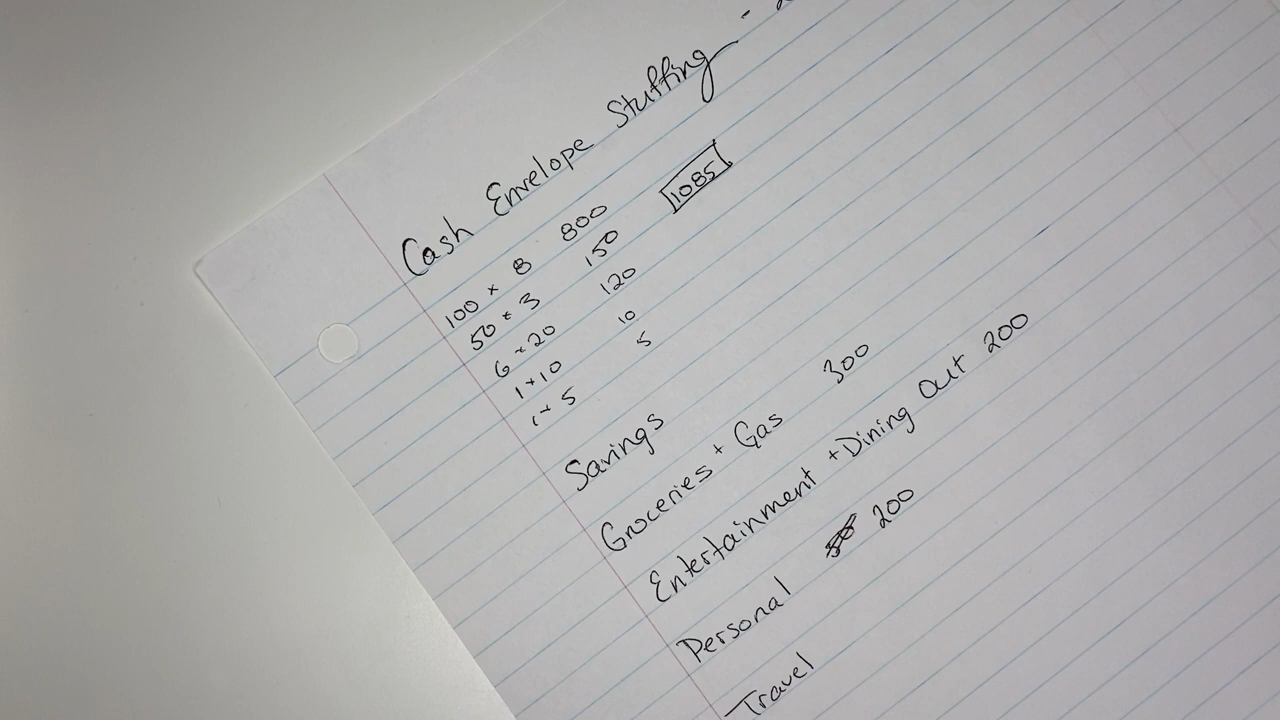 Cash Envelope Stuffing -
1085
100 × 8 800
50 × 3 150
6 × 20 120
1 × 10 10
1 × 5 5
Savings
Groceries + Gas 300
Entertainment + Dining Out 200
Personal 200
Travel